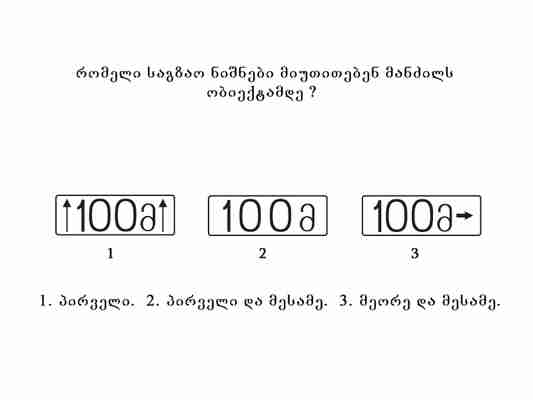 რომელი საგზაო ნიშნები მიუთითებენ მანძილს
ობიექტამდე ?
↑100მ↑ 100მ 100მ→
1 2 3
1. პირველი. 2. პირველი და მესამე. 3. მეორე და მესამე.